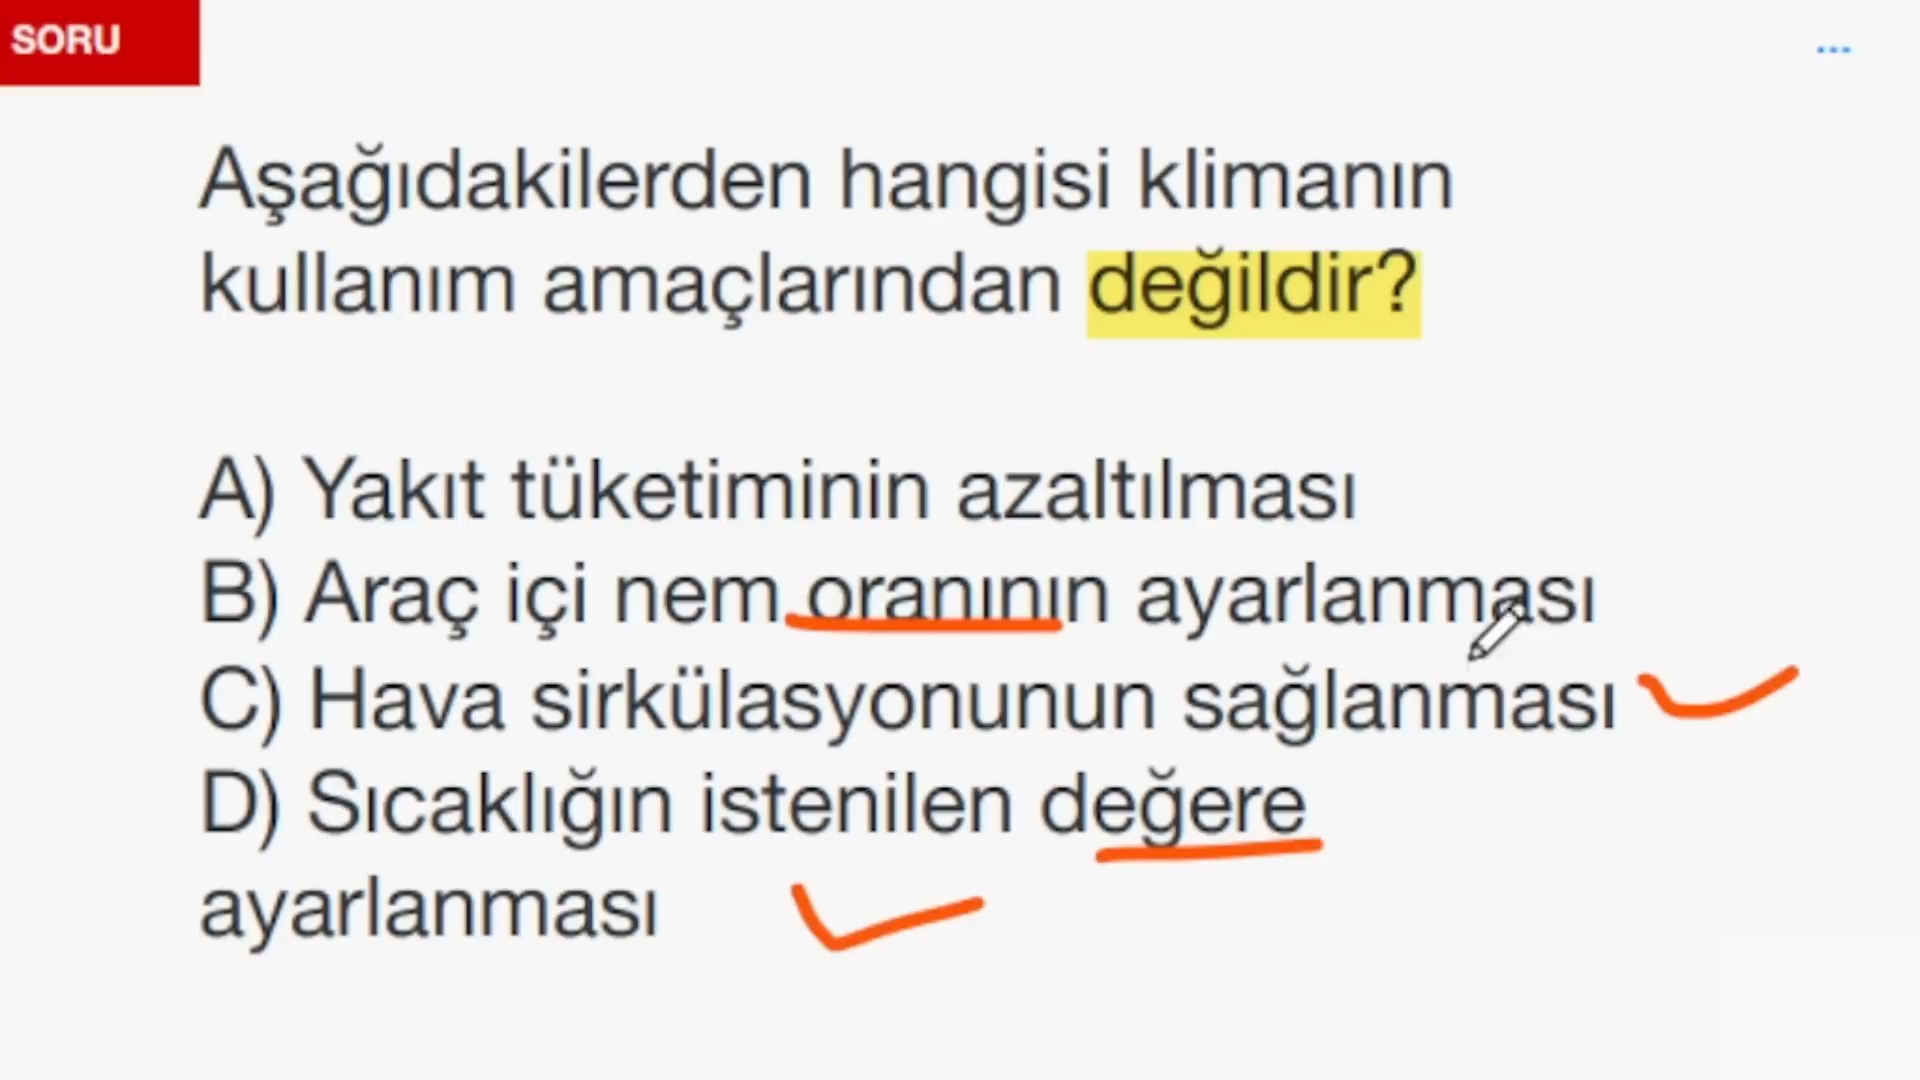 SORU
Aşağıdakilerden hangisi klimanın
kullanım amaçlarından değildir?
A) Yakıt tüketiminin azaltılması
B) Araç içi nem oranının ayarlanması
C) Hava sirkülasyonunun sağlanması
D) Sıcaklığın istenilen değere
ayarlanması